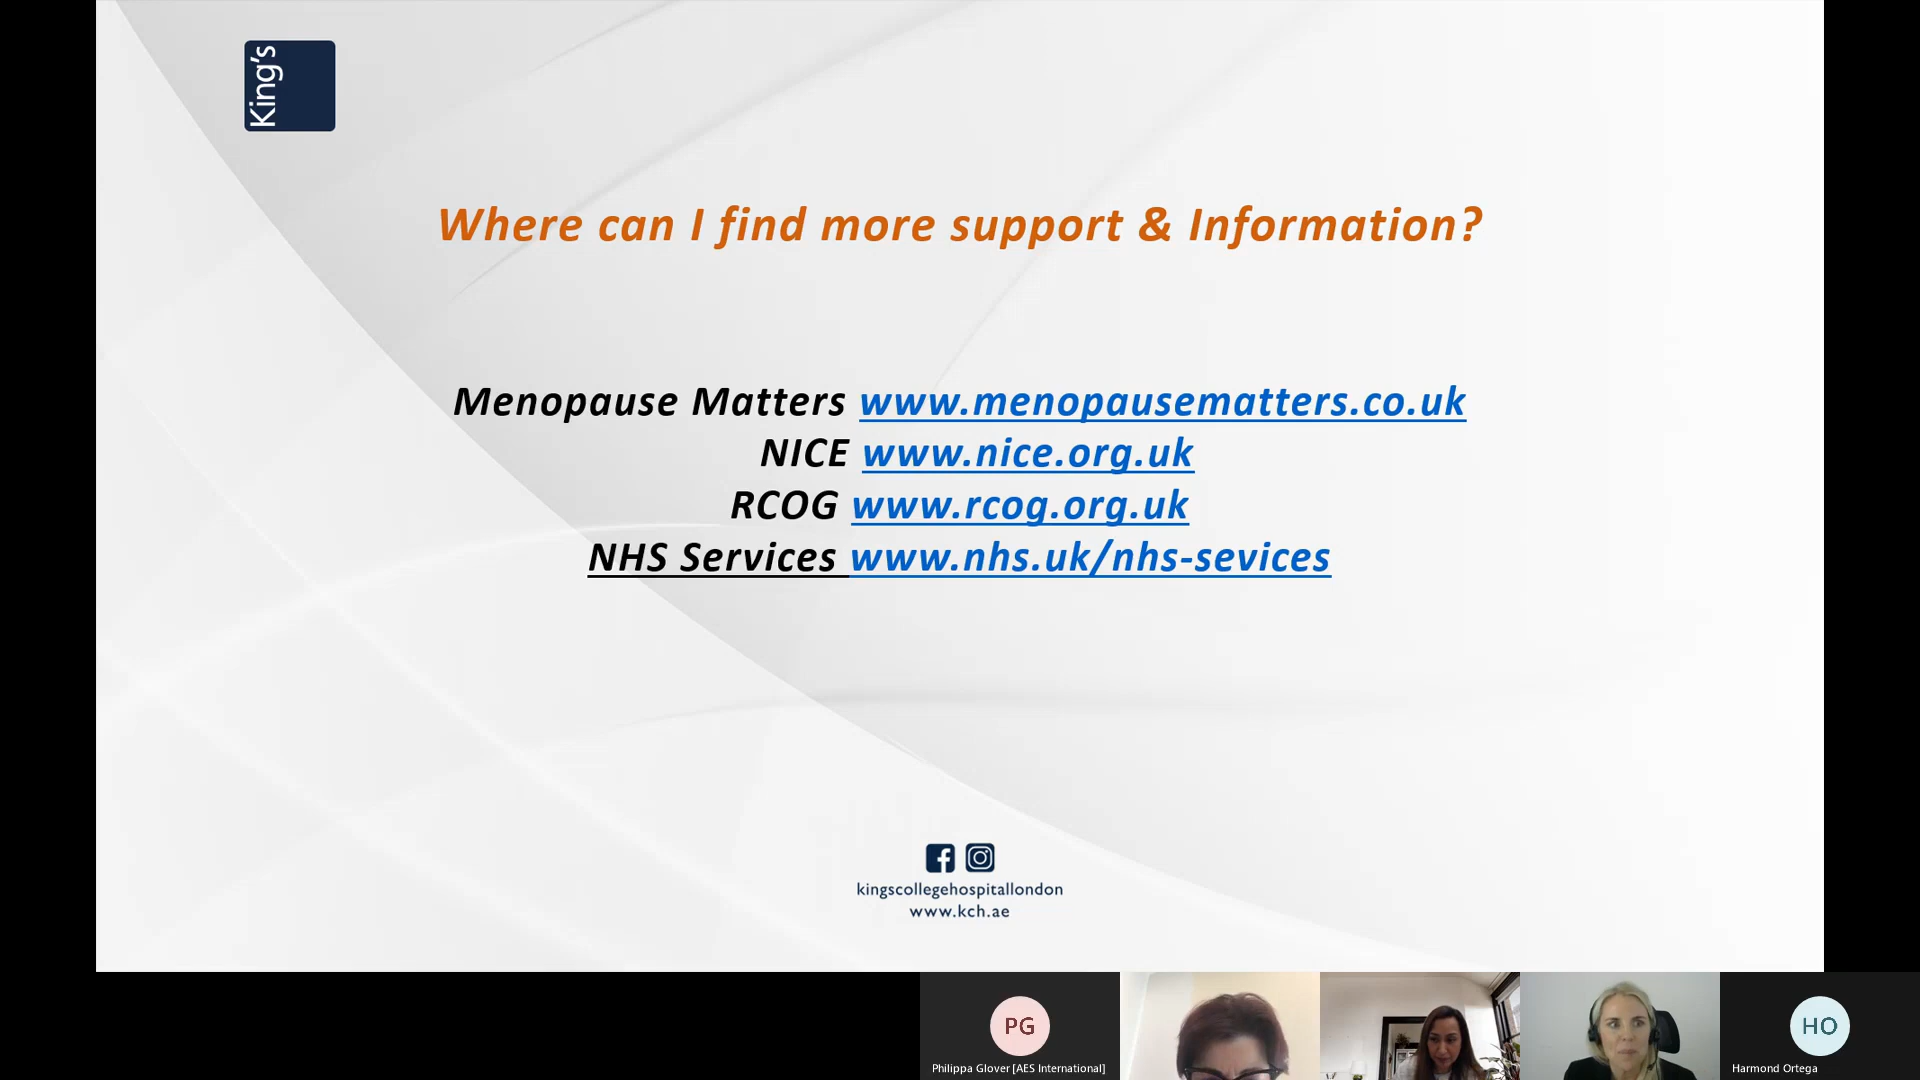 King's
Where can I find more support & Information?
Menopause Matters www.menopausematters.co.uk
NICE www.nice.org.uk
RCOG www.rcog.org.uk
NHS Services www.nhs.uk/nhs-sevices
kingscollegehospitallondon
www.kch.ae
PG
HO
Philippa Glover [AES International]
Harmond Ortega